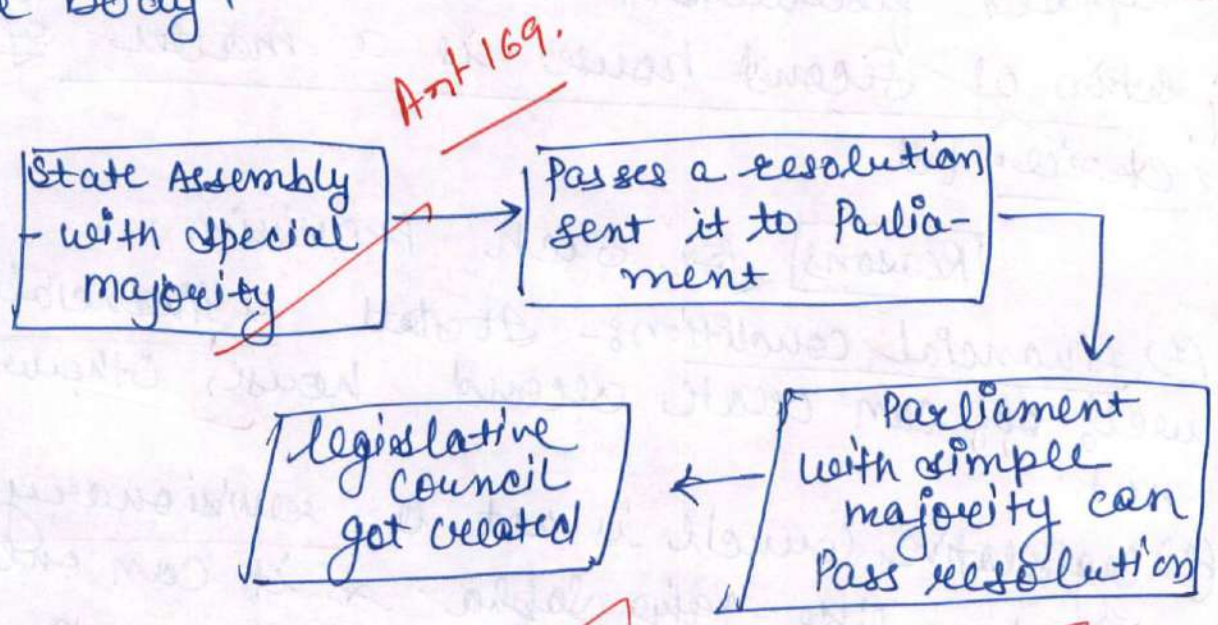 Body
Art 169.
State Assembly
- with special
majority
Passes a resolution
sent it to Parlia-
ment
Parliament
with simple
majority can
Pass resolution
legislative
council
got created